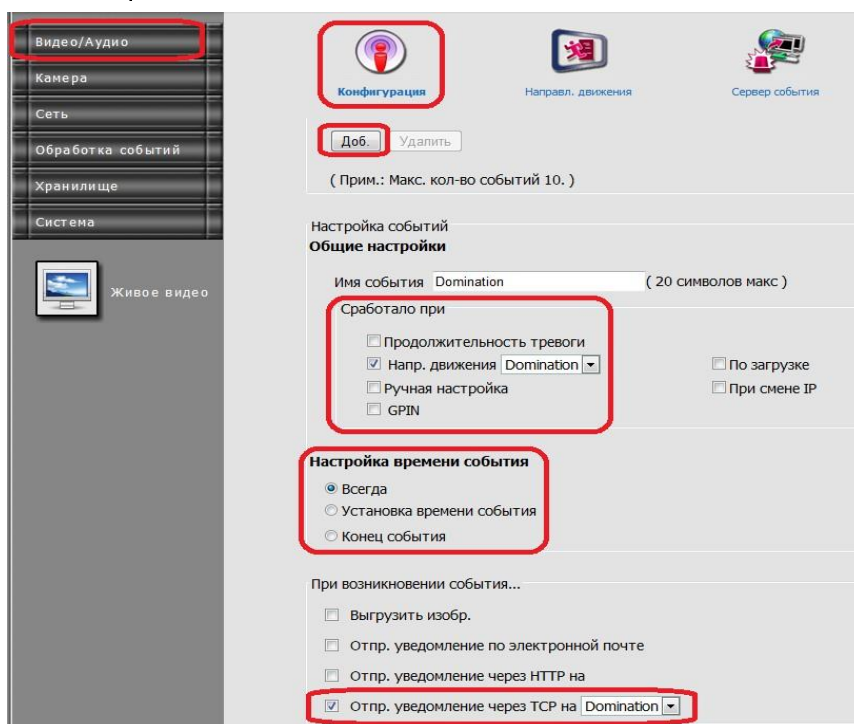 Видео/Аудио
Камера
Сеть
Обработка событий
Хранилище
Система
Живое видео
Конфигурация
Направл. движения
Сервер события
Доб.
Удалить
( Прим.: Макс. кол-во событий 10. )
Настройка событий
Общие настройки
Имя события Domination ( 20 символов макс )
Сработало при
Продолжительность тревоги
Напр. движения Domination
По загрузке
Ручная настройка
При смене IP
GPIN
Настройка времени события
Всегда
Установка времени события
Конец события
При возникновении события...
Выгрузить изобр.
Отпр. уведомление по электронной почте
Отпр. уведомление через HTTP на
Отпр. уведомление через TCP на Domination